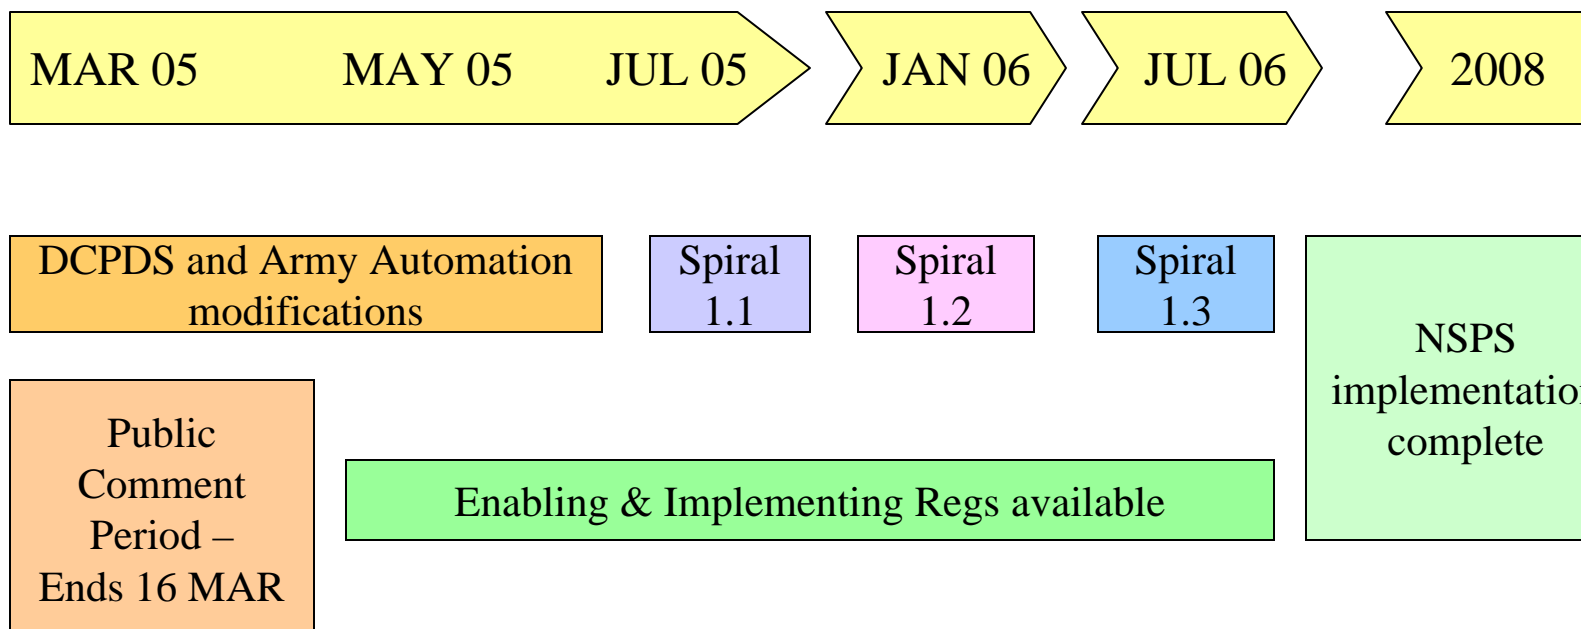 MAR 05 MAY 05 JUL 05 JAN 06 JUL 06 2008
DCPDS and Army Automation
modifications
Spiral
1.1
Spiral
1.2
Spiral
1.3
NSPS
implementation
complete
Public
Comment
Period –
Ends 16 MAR
Enabling & Implementing Regs available